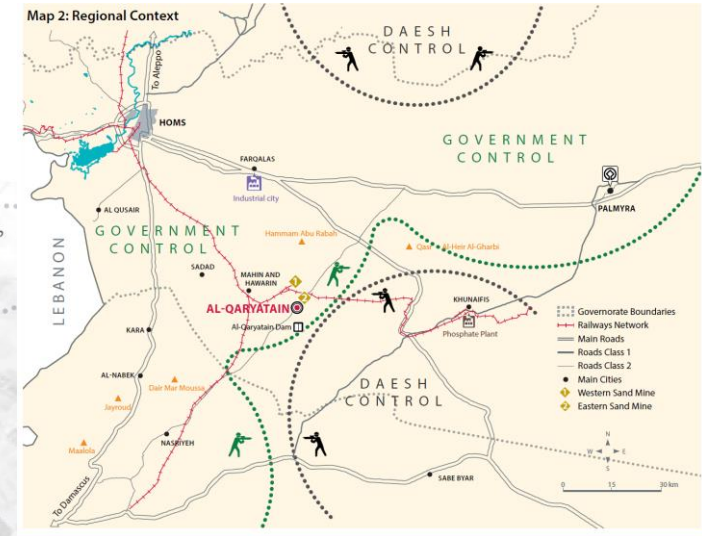 Map 2: Regional Context
DAESH
CONTROL
To Aleppo
HOMS
GOVERNMENT
CONTROL
FARQALAS
Industrial city
PALMYRA
AL QUSAIR
GOVERNMENT
CONTROL
Hammam Abu Rabah
Qasr Al-Heir Al-Gharbi
LEBANON
SADAD
MAHIN AND
HAWARIN
1
2
AL-QARYATAIN
Al-Qaryatain Dam
KHUNAIFIS
Phosphate Plant
KARA
AL-NABEK
Dair Mar Moussa
DAESH
CONTROL
Jayroud
NASRIYEH
Maalola
SABE BYAR
To Damascus
Governorate Boundaries
Railways Network
Main Roads
Roads Class 1
Roads Class 2
Main Cities
1 Western Sand Mine
2 Eastern Sand Mine
N
W E
S
0 15 30 km